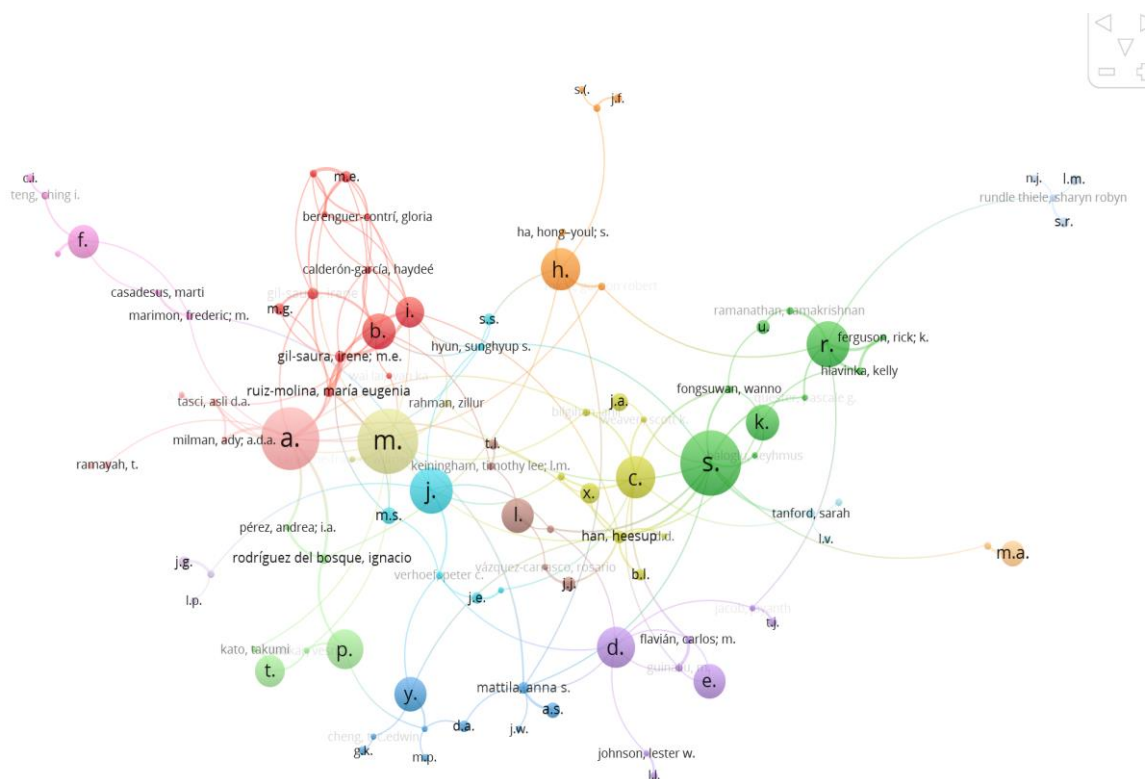 s.(.
j.f.
c.i.
teng, ching i.
m.e.
n.j.
l.m.
rundle thiele, sharyn robyn
s.r.
berenguer-contrí, gloria
f.
ha, hong-youl; s.
h.
calderón-garcía, haydeé
casadesus, marti
gil-saura, irene
m.g.
i.
marimon, frederic; m.
b.
s.s.
hyun, sunghyup s.
ramanathan, ramakrishnan
u.
r.
ferguson, rick; k.
hlavinka, kelly
gil-saura, irene; m.e.
ruiz-molina, maría eugenia
fongsuwan, wanno
tasci, asli d.a.
rahman, zillur
j.a.
k.
milman, ady; a.d.a.
a.
m.
t.l.
ramayah, t.
keiningham, timothy lee; l.m.
s.
j.
c.
x.
l.
m.s.
tanford, sarah
l.v.
pérez, andrea; i.a.
han, heesup
d.d.
m.a.
rodríguez del bosque, ignacio
j.g.
verhoef, peter c.
b.l.
j.j.
l.p.
j.e.
t.j.
kato, takumi
p.
d.
flavián, carlos; m.
t.
e.
y.
mattila, anna s.
a.s.
d.a.
j.w.
g.k.
m.p.
johnson, lester w.